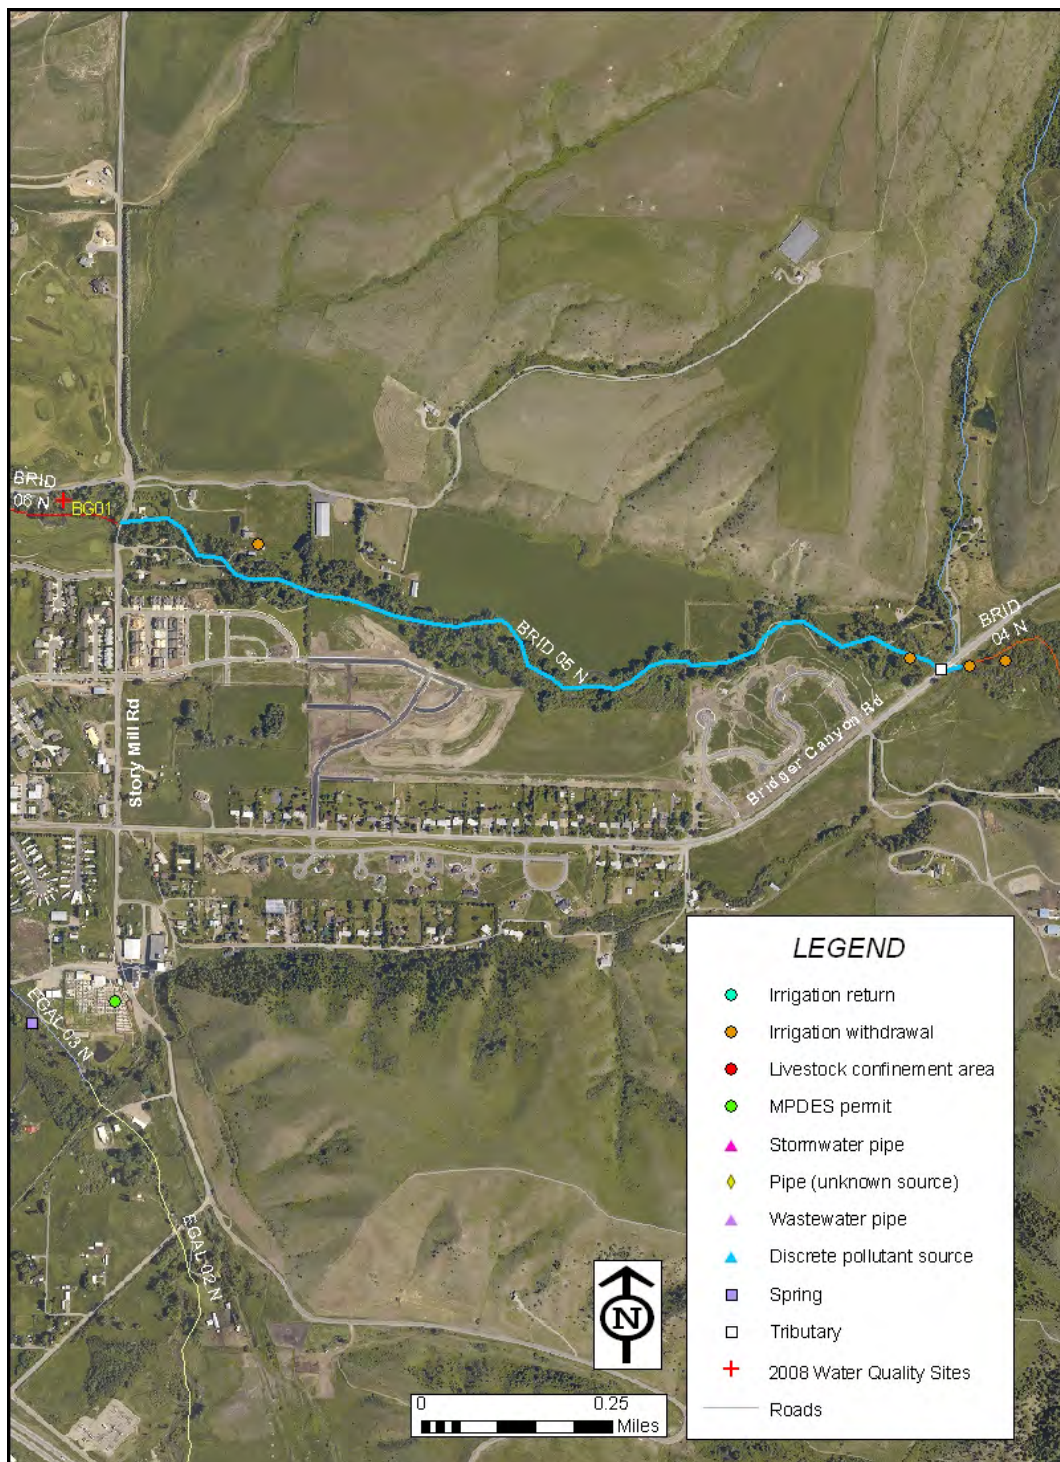 BRID
06 N
BG01
BRID 05 N
BRID
04 N
Bridger Canyon Rd
Story Mill Rd
EGAL 03 N
EGAL 02 N
LEGEND
Irrigation return
Irrigation withdrawal
Livestock confinement area
MPDES permit
Stormwater pipe
Pipe (unknown source)
Wastewater pipe
Discrete pollutant source
Spring
Tributary
2008 Water Quality Sites
Roads
N
0 0.25
Miles